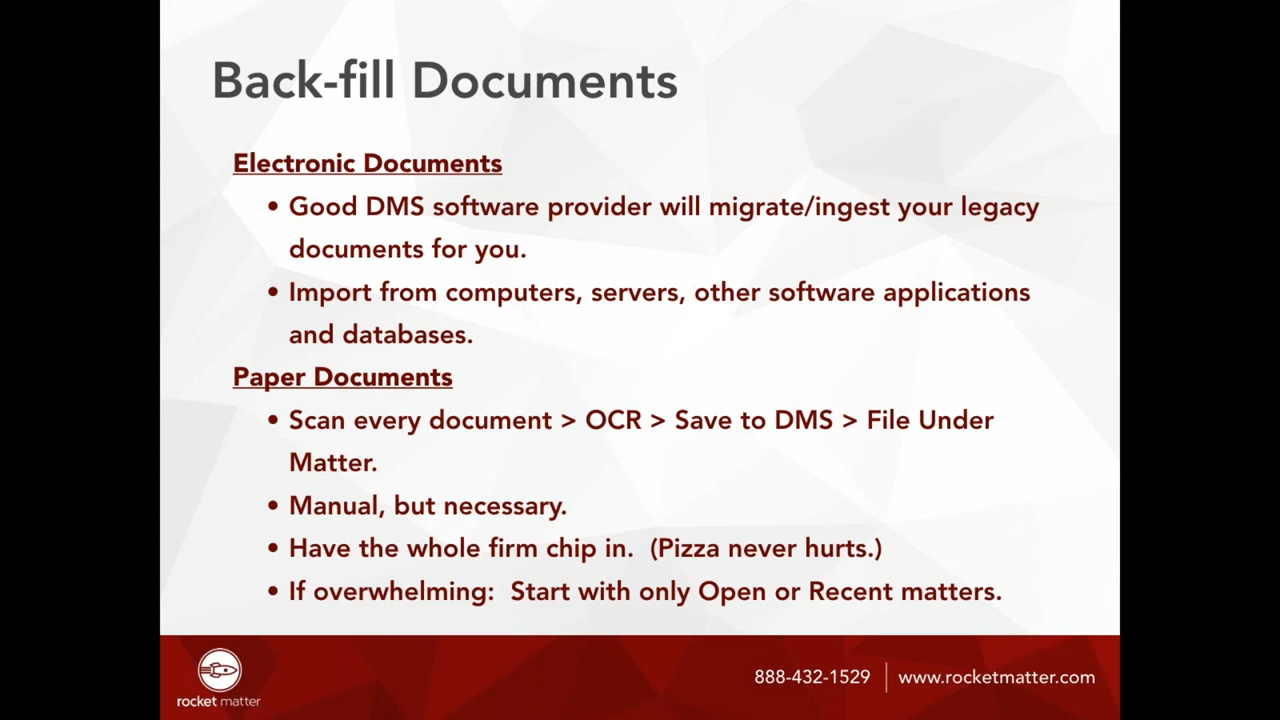 Back-fill Documents
Electronic Documents
• Good DMS software provider will migrate/ingest your legacy
documents for you.
• Import from computers, servers, other software applications
and databases.
Paper Documents
• Scan every document > OCR > Save to DMS > File Under
Matter.
• Manual, but necessary.
• Have the whole firm chip in.  (Pizza never hurts.)
• If overwhelming:  Start with only Open or Recent matters.
rocket matter
888-432-1529 | www.rocketmatter.com